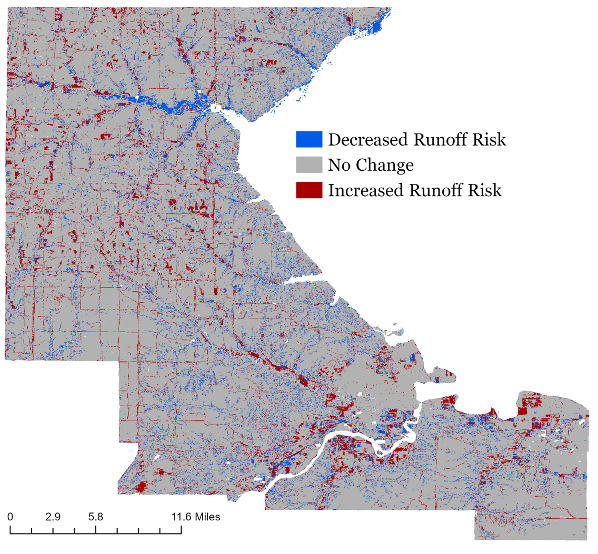 Decreased Runoff Risk
No Change
Increased Runoff Risk
0 2.9 5.8 11.6 Miles